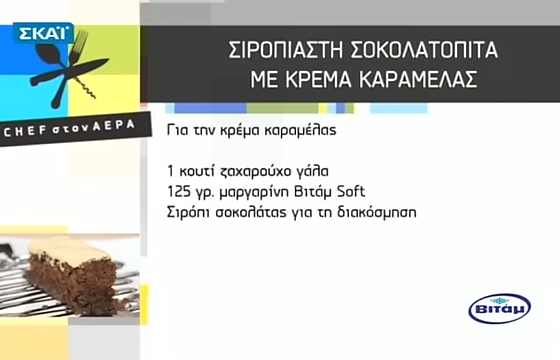 ΣΚΑΪ
ΣΙΡΟΠΙΑΣΤΗ ΣΟΚΟΛΑΤΟΠΙΤΑ
ΜΕ ΚΡΕΜΑ ΚΑΡΑΜΕΛΑΣ
CHEF στον ΑΕΡΑ
Για την κρέμα καραμέλας
1 κουτί ζαχαρούχο γάλα
125 γρ. μαργαρίνη Βιτάμ Soft
Σιρόπι σοκολάτας για τη διακόσμηση
Βιτάμ